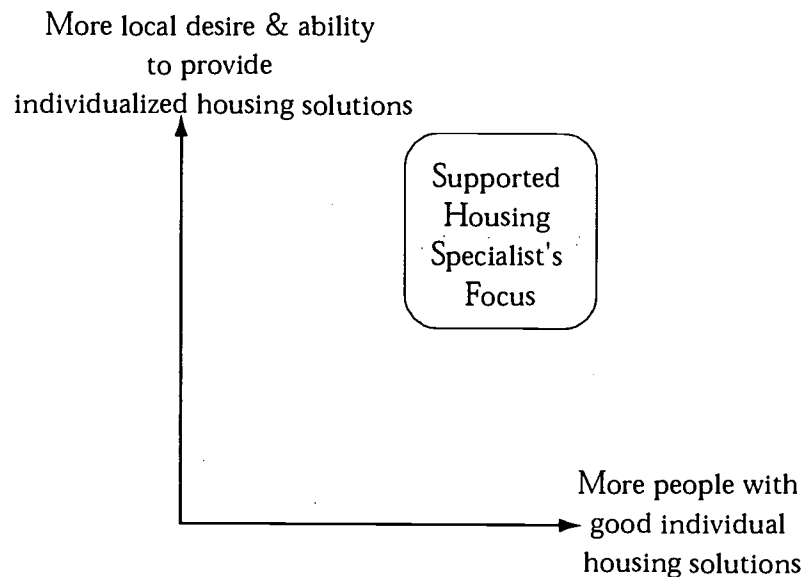 More local desire & ability
to provide
individualized housing solutions
Supported
Housing
Specialist's
Focus
More people with
good individual
housing solutions